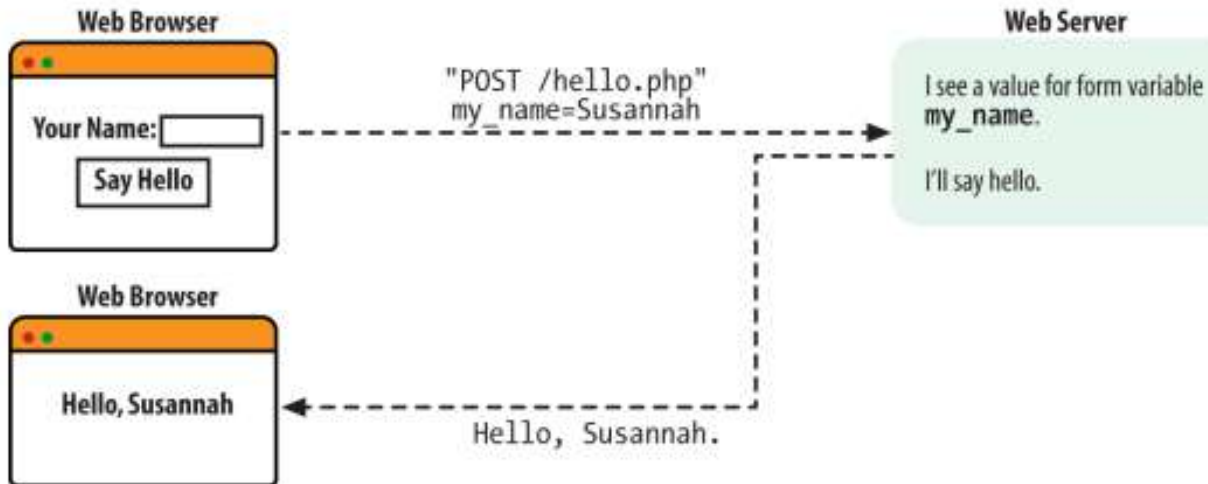 Web Browser
Your Name:
Say Hello
"POST /hello.php"
my_name=Susannah
Web Server
I see a value for form variable
my_name.
I'll say hello.
Web Browser
Hello, Susannah
Hello, Susannah.